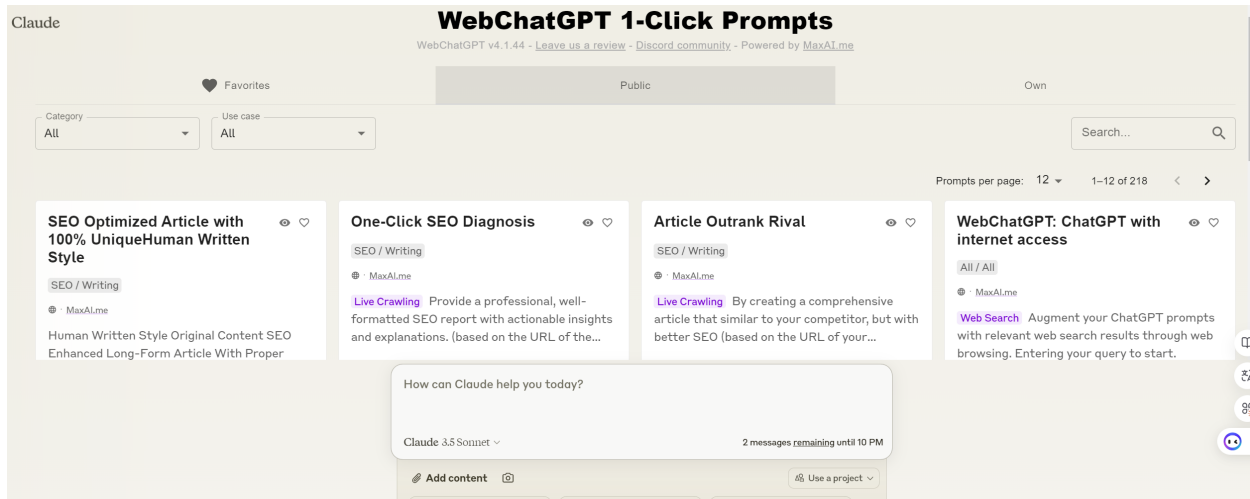 Claude
WebChatGPT 1-Click Prompts
WebChatGPT v4.1.44 - Leave us a review - Discord community - Powered by MaxAI.me
Favorites
Public
Own
Category
All
Use case
All
Search...
Prompts per page: 12 1–12 of 218
SEO Optimized Article with
100% UniqueHuman Written
Style
SEO / Writing
· MaxAI.me
Human Written Style Original Content SEO
Enhanced Long-Form Article With Proper
One-Click SEO Diagnosis
SEO / Writing
· MaxAI.me
Live Crawling Provide a professional, well-
formatted SEO report with actionable insights
and explanations. (based on the URL of the...
Article Outrank Rival
SEO / Writing
· MaxAI.me
Live Crawling By creating a comprehensive
article that similar to your competitor, but with
better SEO (based on the URL of your...
WebChatGPT: ChatGPT with
internet access
All / All
· MaxAI.me
Web Search Augment your ChatGPT prompts
with relevant web search results through web
browsing. Entering your query to start.
How can Claude help you today?
Claude 3.5 Sonnet
2 messages remaining until 10 PM
Add content
Use a project